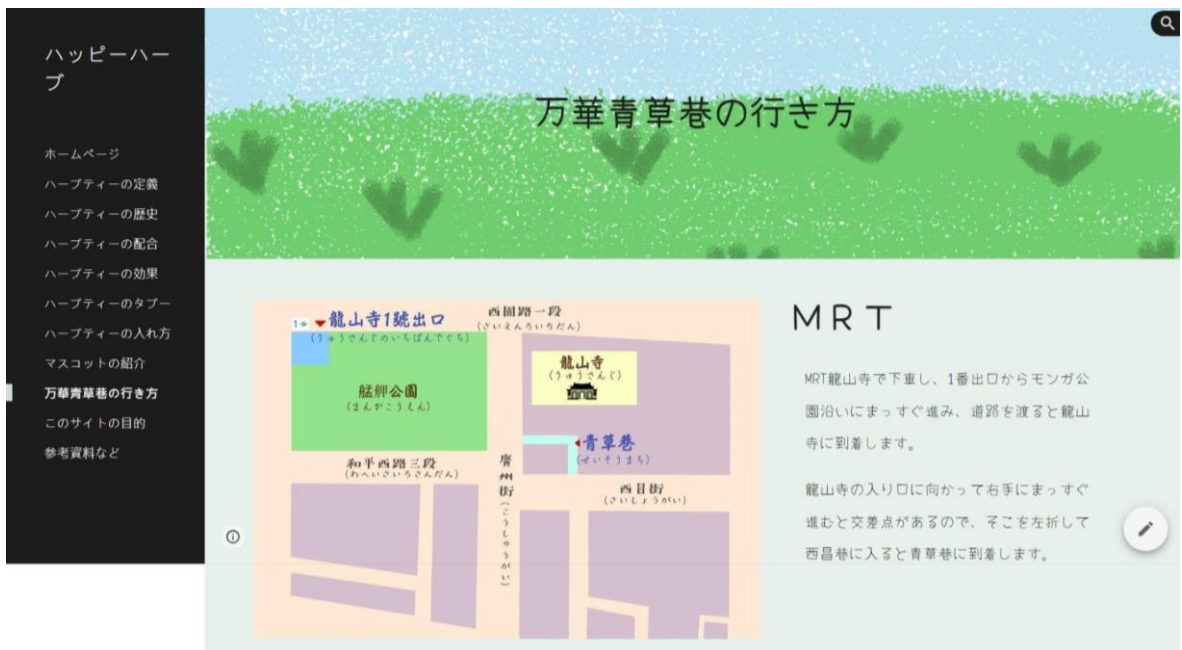 ハッピーハー
ブ
ホームページ
ハーブティーの定義
ハーブティーの歴史
ハーブティーの配合
ハーブティーの効果
ハーブティーのタブー
ハーブティーの入れ方
マスコットの紹介
万華青草巷の行き方
このサイトの目的
参考資料など
万華青草巷の行き方
西園路一段
(さいえんろいちだん)
龍山寺1號出口
(りゅうさんじのいちばんでぐち)
艋舺公園
(まんかこうえん)
龍山寺
(りゅうさんじ)
青草巷
(せいそうまち)
和平西路三段
(わへいさいろさんだん)
廣州街(こうしゅうがい)
西昌街
(さいしょうがい)
MRT
MRT龍山寺で下車し、1番出口からモンガ公
園沿いにまっすぐ進み、道路を渡ると龍山
寺に到着します。
龍山寺の入り口に向かって右手にまっすぐ
進むと交差点があるので、そこを左折して
西昌巷に入ると青草巷に到着します。